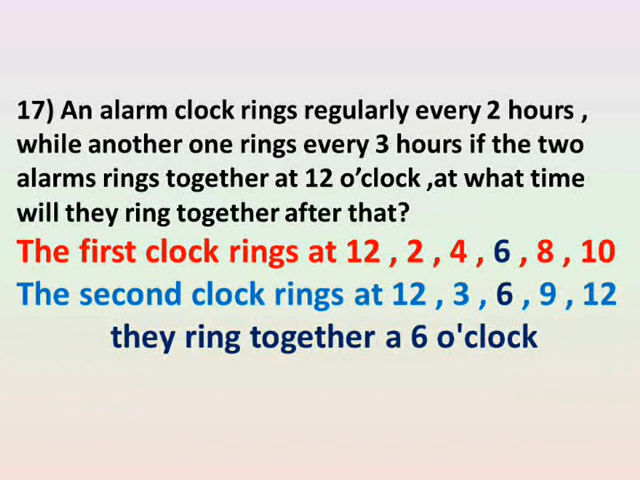 17) An alarm clock rings regularly every 2 hours ,
while another one rings every 3 hours if the two
alarms rings together at 12 o’clock ,at what time
will they ring together after that?
The first clock rings at 12 , 2 , 4 , 6 , 8 , 10
The second clock rings at 12 , 3 , 6 , 9 , 12
they ring together a 6 o'clock